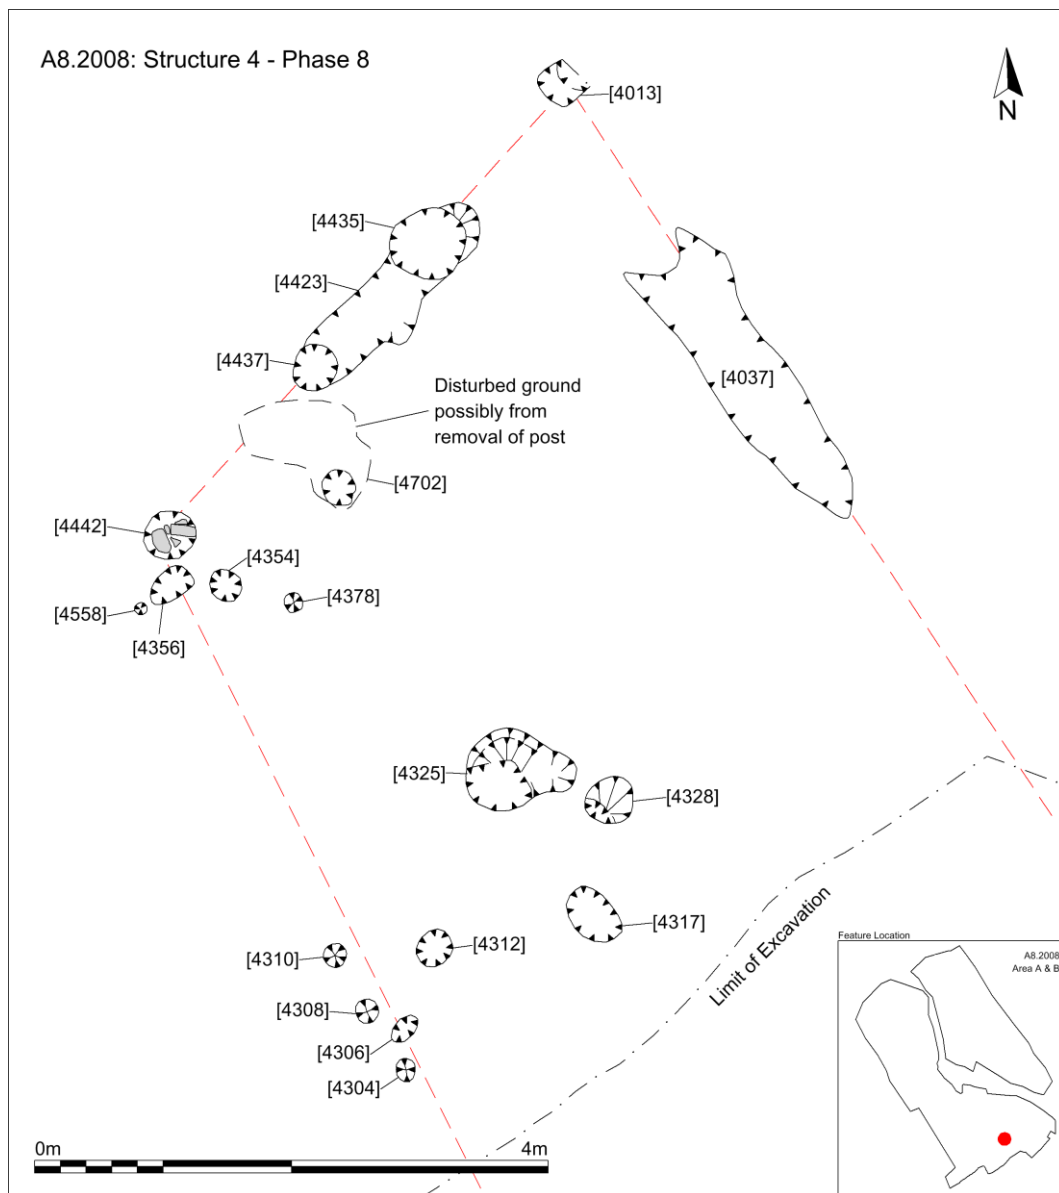 A8.2008: Structure 4 - Phase 8
[4013]
N
[4435]
[4423]
[4037]
[4437]
Disturbed ground
possibly from
removal of post
[4702]
[4442]
[4354]
[4378]
[4558]
[4356]
[4325]
[4328]
[4317]
[4312]
[4310]
[4308]
[4306]
[4304]
Limit of Excavation
0m
4m
Feature Location
A8.2008
Area A & B